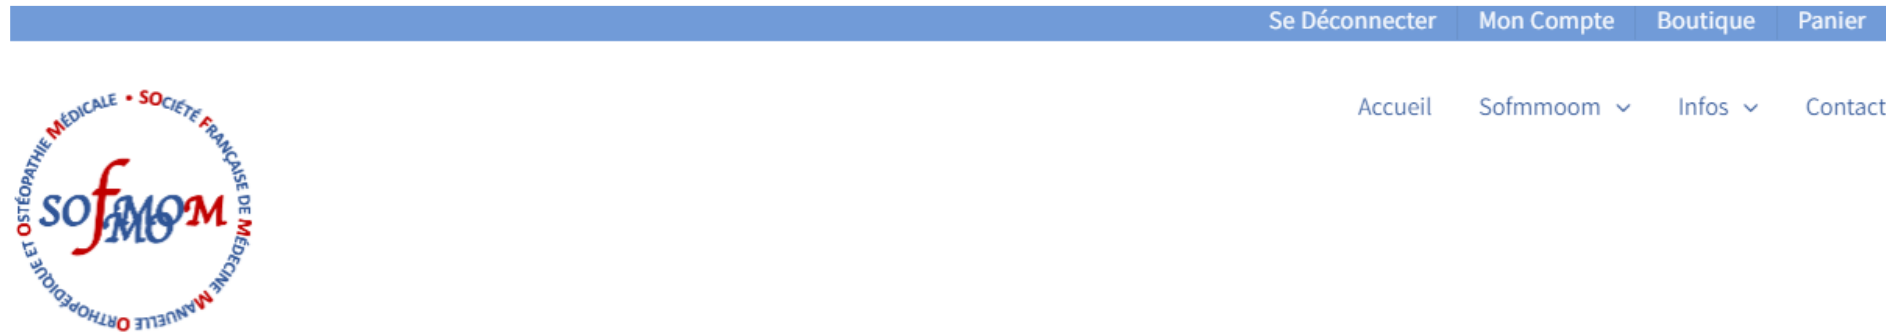 Se Déconnecter Mon Compte Boutique Panier
Accueil Sofmmoom Infos Contact
SOCIÉTÉ FRANÇAISE DE MÉDECINE MANUELLE ORTHOPÉDIQUE ET OSTÉOPATHIE MÉDICALE •
SOFMMOOM